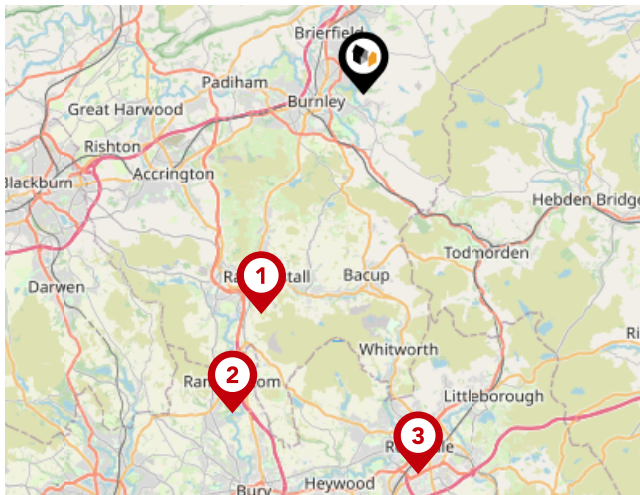 Brierfield
Padiham
Burnley
Great Harwood
Rishton
Blackburn
Accrington
Hebden Bridge
Todmorden
1
Bacup
Darwen
Whitworth
2
Littleborough
3
Heywood
Bury